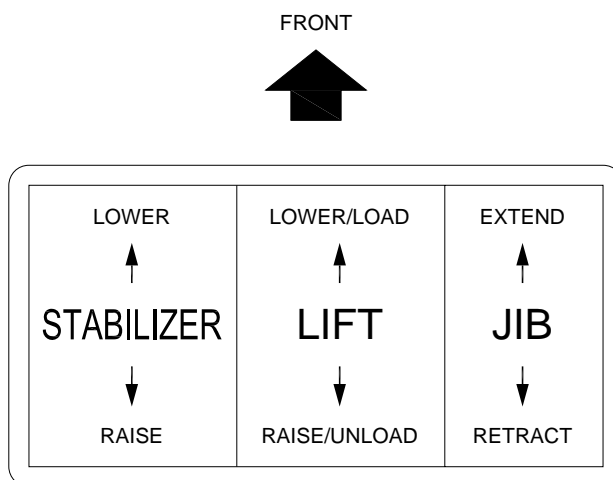 FRONT
LOWER LOWER/LOAD EXTEND
STABILIZER LIFT JIB
RAISE RAISE/UNLOAD RETRACT